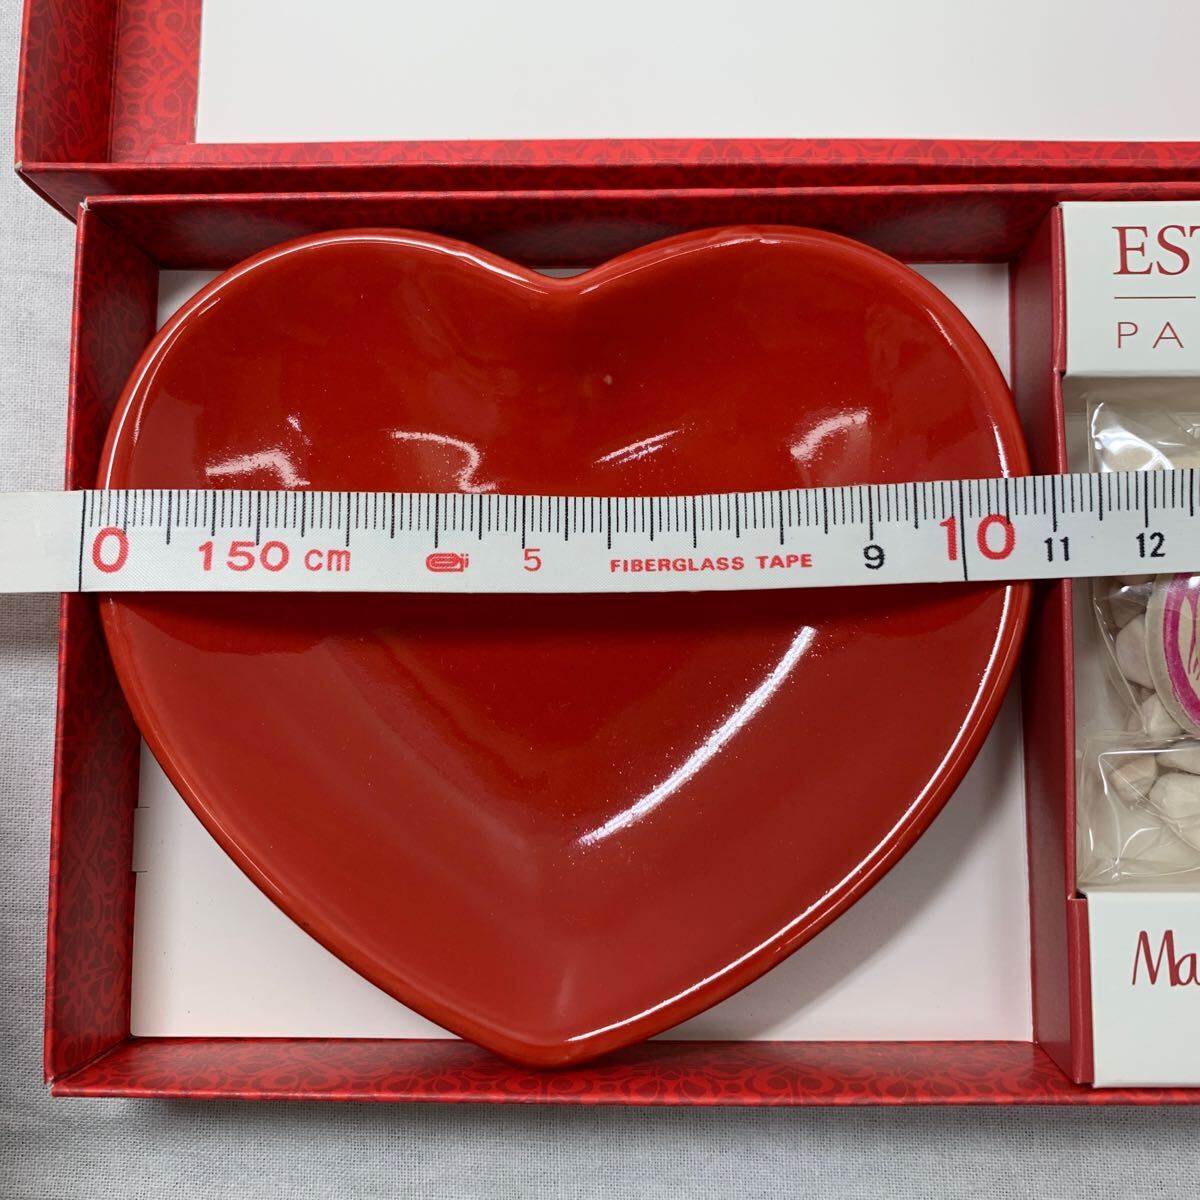 EST
PA
0 150 cm 5 FIBERGLASS TAPE 9 10 11 12
Ma